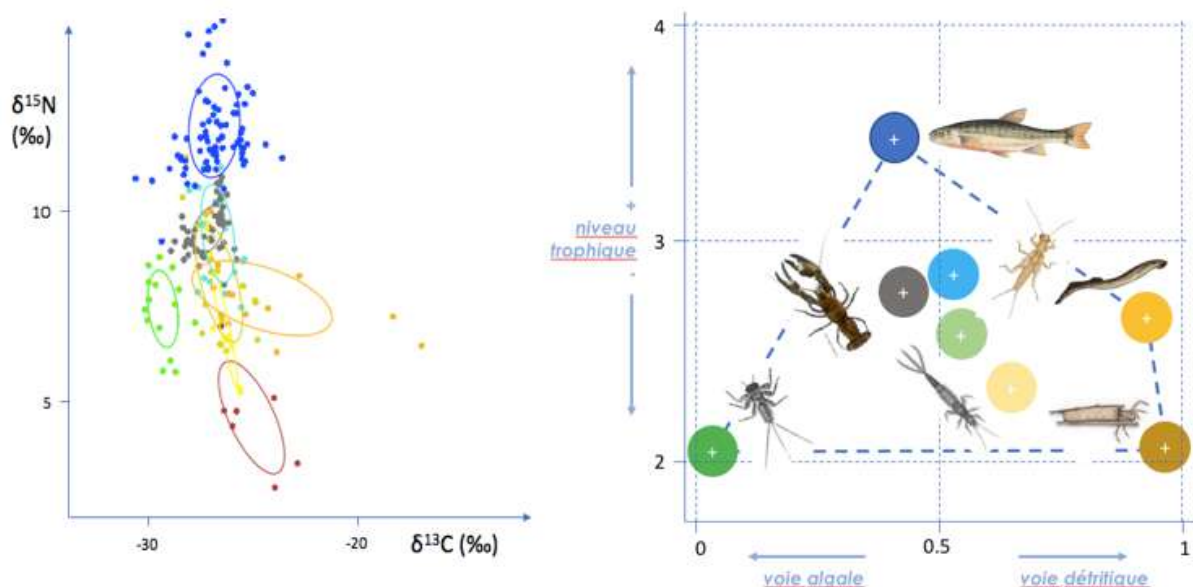 δ¹⁵N
(‰)
10
5
-30
-20
δ¹³C (‰)
4
3
2
+
niveau
trophique
-
0
0.5
1
voie algale
voie détritique